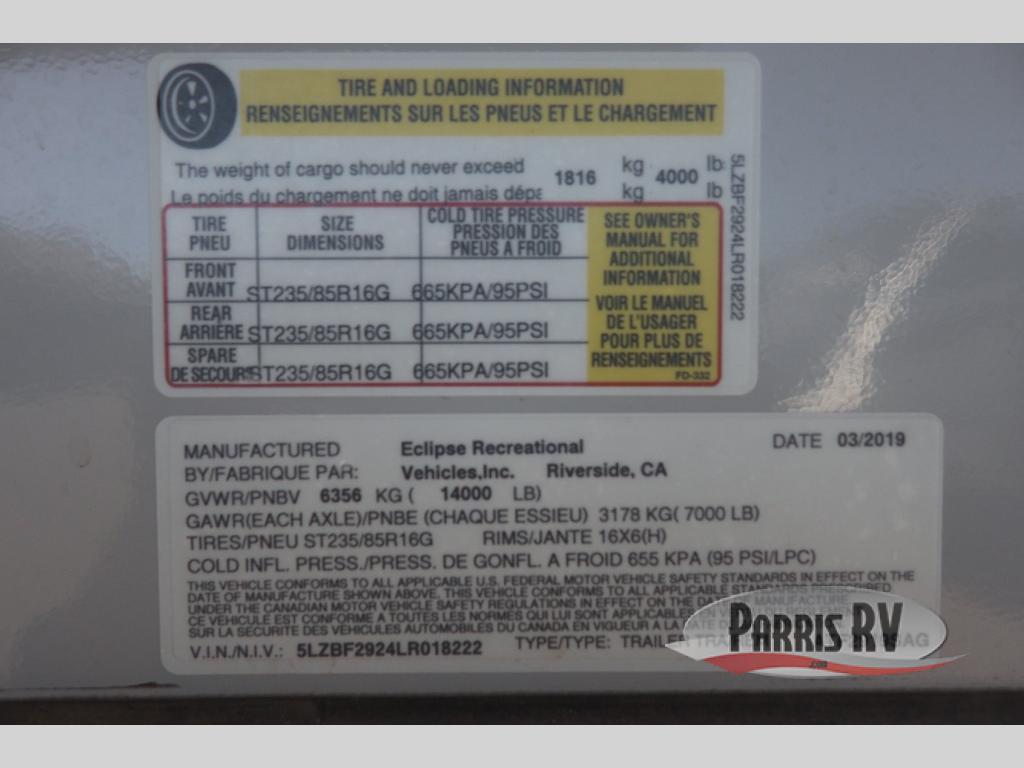 TIRE AND LOADING INFORMATION
RENSEIGNEMENTS SUR LES PNEUS ET LE CHARGEMENT
The weight of cargo should never exceed 1816 kg 4000 lb
Le poids du chargement ne doit jamais dépa kg lb
5LZBF2924LR018222
TIRE PNEU SIZE DIMENSIONS COLD TIRE PRESSURE PRESSION DES PNEUS A FROID
FRONT AVANT ST235/85R16G 665KPA/95PSI
REAR ARRIÈRE ST235/85R16G 665KPA/95PSI
SPARE DE SECOURS ST235/85R16G 665KPA/95PSI
SEE OWNER'S
MANUAL FOR
ADDITIONAL
INFORMATION
VOIR LE MANUEL
DE L'USAGER
POUR PLUS DE
RENSEIGNEMENTS
FD-332
MANUFACTURED Eclipse Recreational DATE 03/2019
BY/FABRIQUE PAR: Vehicles,Inc. Riverside, CA
GVWR/PNBV 6356 KG ( 14000 LB)
GAWR(EACH AXLE)/PNBE (CHAQUE ESSIEU) 3178 KG( 7000 LB)
TIRES/PNEU ST235/85R16G RIMS/JANTE 16X6(H)
COLD INFL. PRESS./PRESS. DE GONFL. A FROID 655 KPA (95 PSI/LPC)
THIS VEHICLE CONFORMS TO ALL APPLICABLE U.S. FEDERAL MOTOR VEHICLE SAFETY STANDARDS IN EFFECT ON THE
DATE OF MANUFACTURE SHOWN ABOVE. THIS VEHICLE CONFORMS TO ALL APPLICABLE STANDARDS PRESCRIBED
UNDER THE CANADIAN MOTOR VEHICLE SAFETY REGULATIONS IN EFFECT ON THE DATE OF MANUFACTURE
CE VEHICULE EST CONFORME A TOUTES LES NORMES QUI LUI SONT APPLICABLES
SUR LA SECURITE DES VEHICULES AUTOMOBILES DU CANADA EN VIGUEUR A LA
V.I.N./N.I.V.: 5LZBF2924LR018222 TYPE/TYPE: TRAILER
PARRIS RV
.com